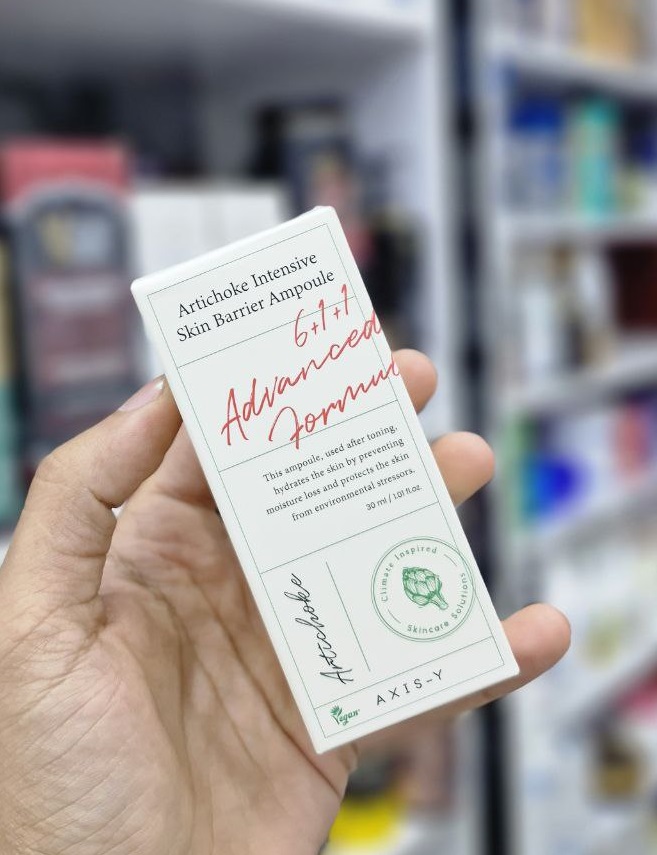 Artichoke Intensive
Skin Barrier Ampoule
6+1+1
Advanced
Formul
This ampoule, used after toning,
hydrates the skin by preventing
moisture loss and protects the skin
from environmental stressors.
30 ml / 1.01 fl.oz.
Artichoke
Climate Inspired
Skincare Solutions
Vegan
AXIS-Y